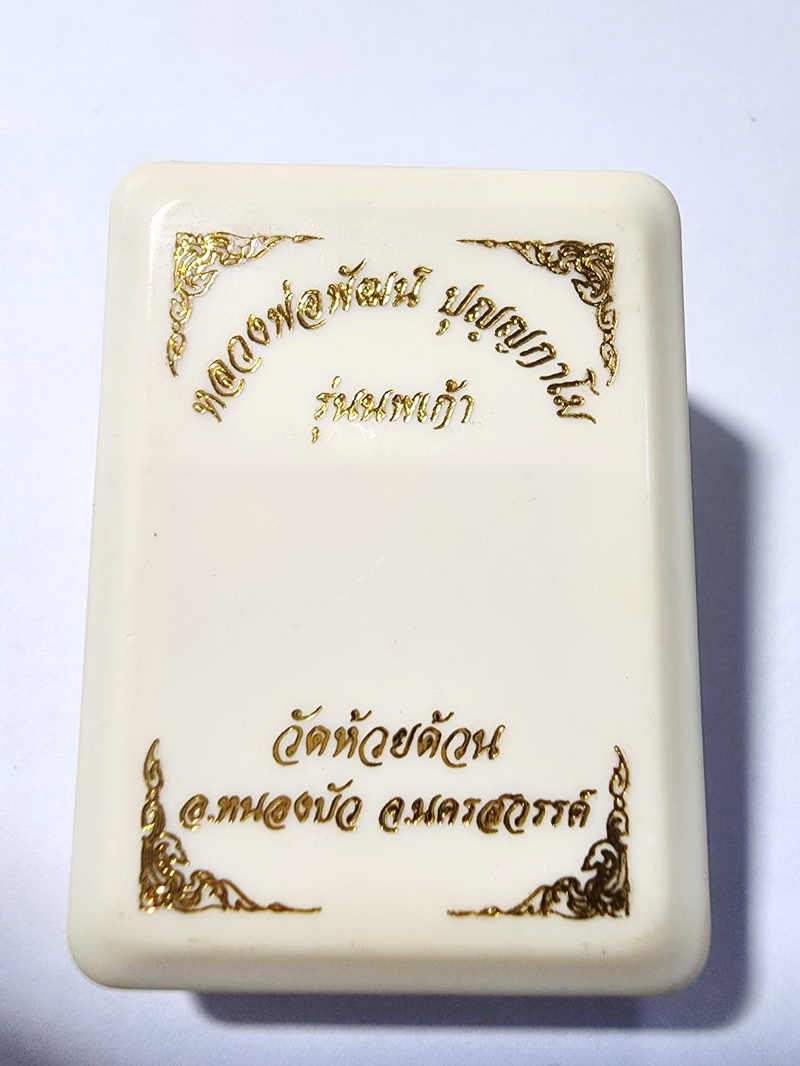 หลวงพ่อพัฒน์ ปุญฺญกาโม
รุ่นนพเก้า
วัดห้วยด้วน
อ.หนองบัว จ.นครสวรรค์